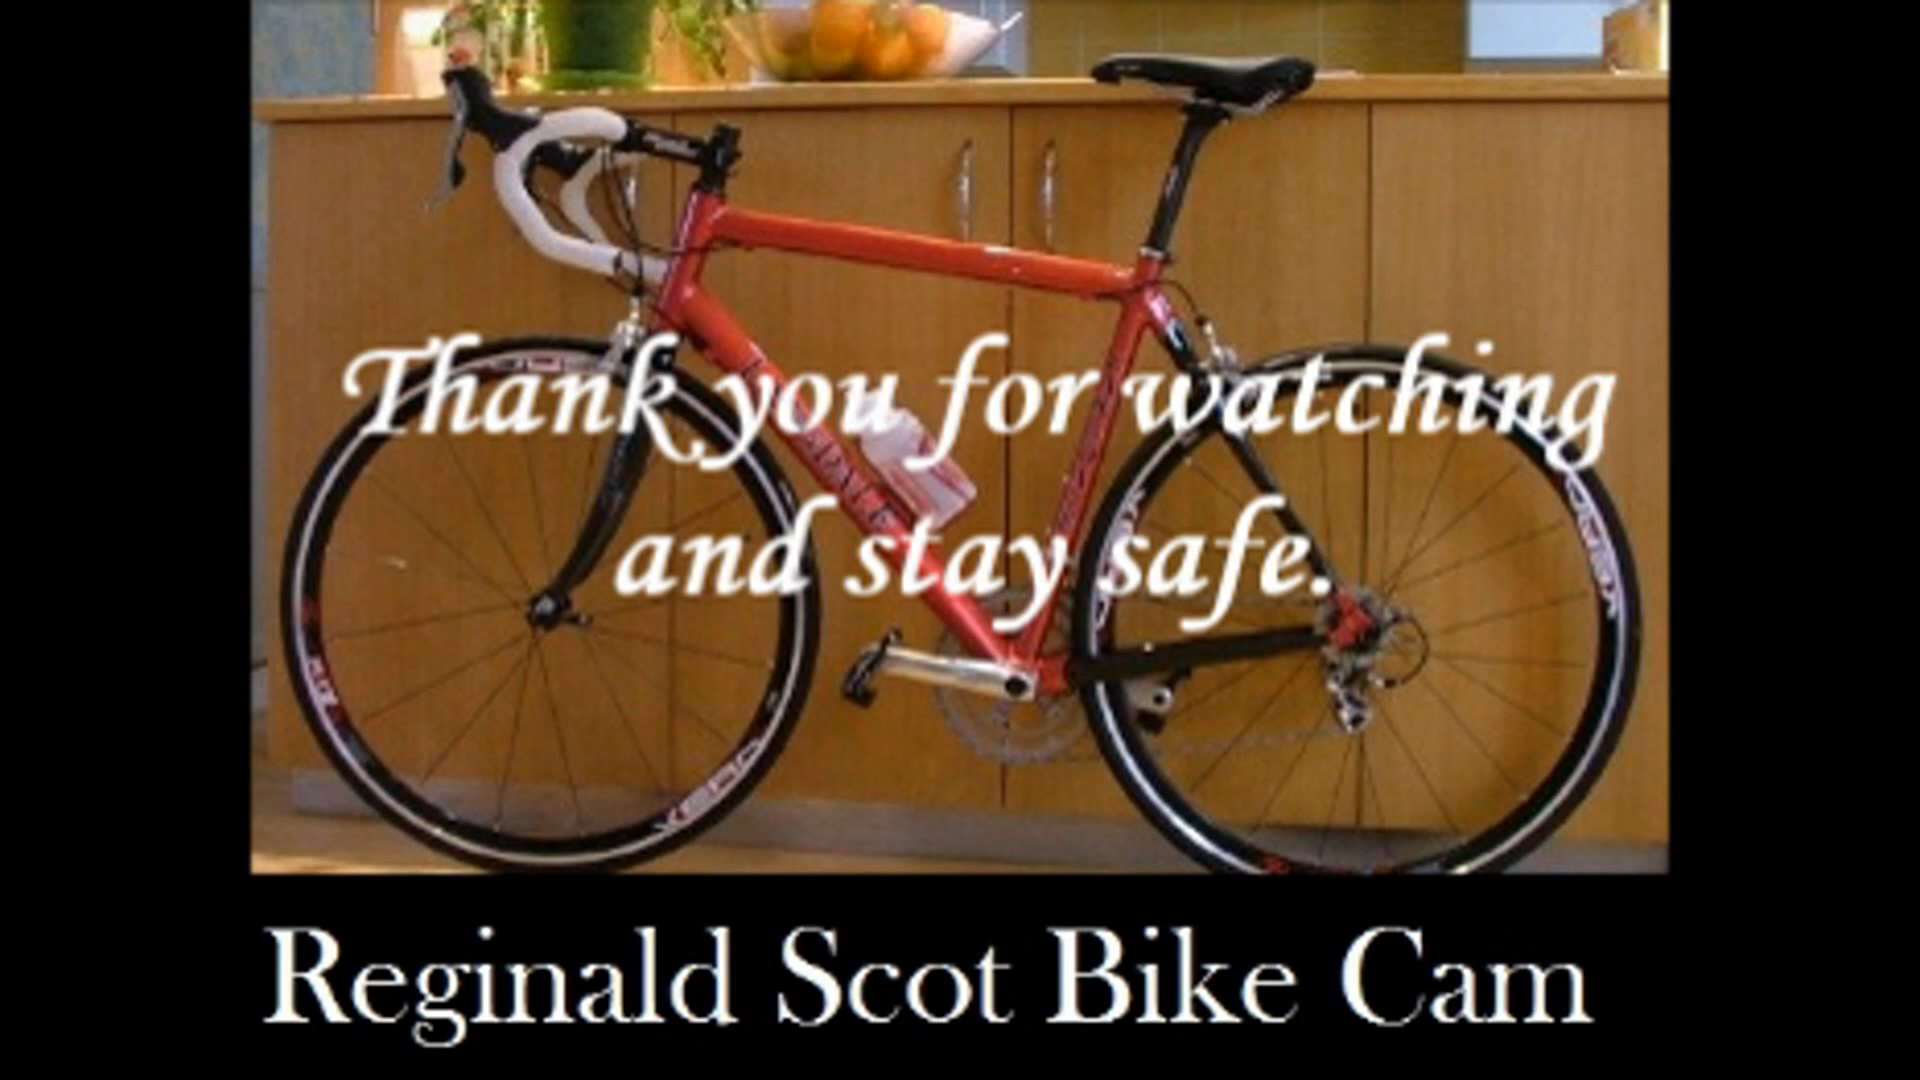 Thank you for watching
and stay safe.
Reginald Scot Bike Cam